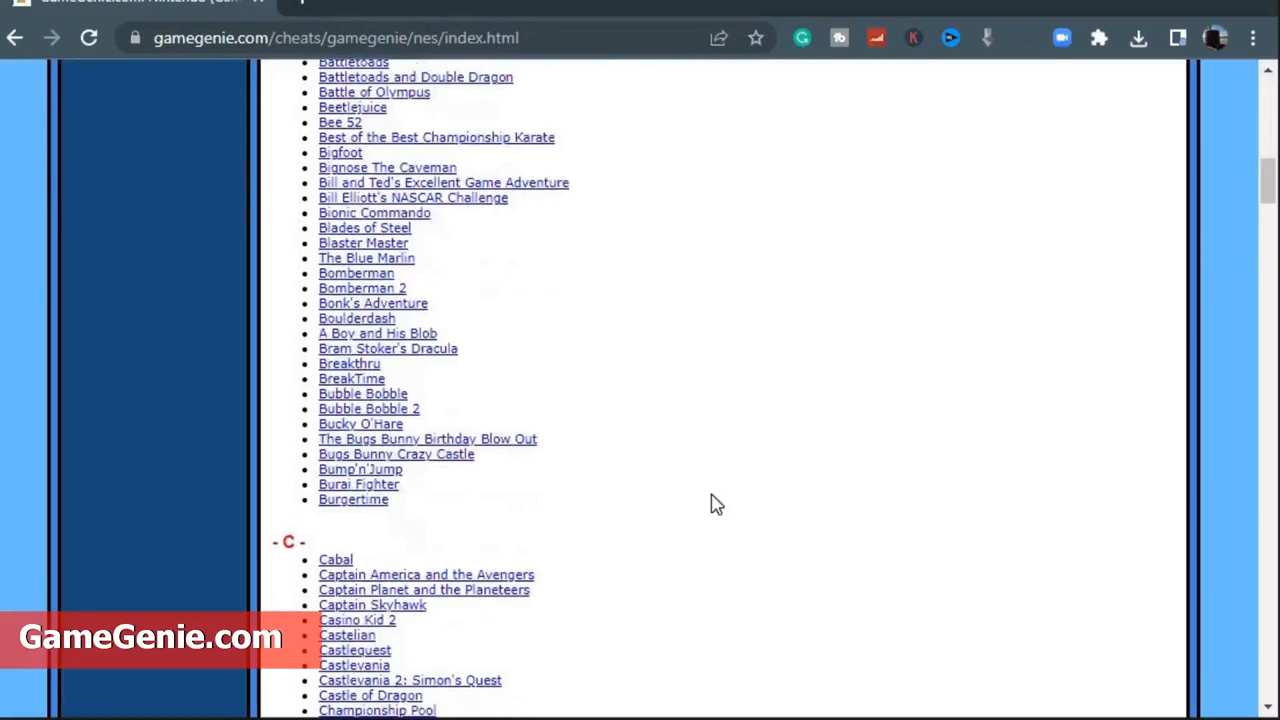 gamegenie.com/cheats/gamegenie/nes/index.html
Battletoads
Battletoads and Double Dragon
Battle of Olympus
Beetlejuice
Bee 52
Best of the Best Championship Karate
Bigfoot
Bignose The Caveman
Bill and Ted's Excellent Game Adventure
Bill Elliott's NASCAR Challenge
Bionic Commando
Blades of Steel
Blaster Master
The Blue Marlin
Bomberman
Bomberman 2
Bonk's Adventure
Boulderdash
A Boy and His Blob
Bram Stoker's Dracula
Breakthru
BreakTime
Bubble Bobble
Bubble Bobble 2
Bucky O'Hare
The Bugs Bunny Birthday Blow Out
Bugs Bunny Crazy Castle
Bump'n'Jump
Burai Fighter
Burgertime
- C -
Cabal
Captain America and the Avengers
Captain Planet and the Planeteers
Captain Skyhawk
Casino Kid 2
Castelian
Castlequest
Castlevania
Castlevania 2: Simon's Quest
Castle of Dragon
Championship Pool
GameGenie.com